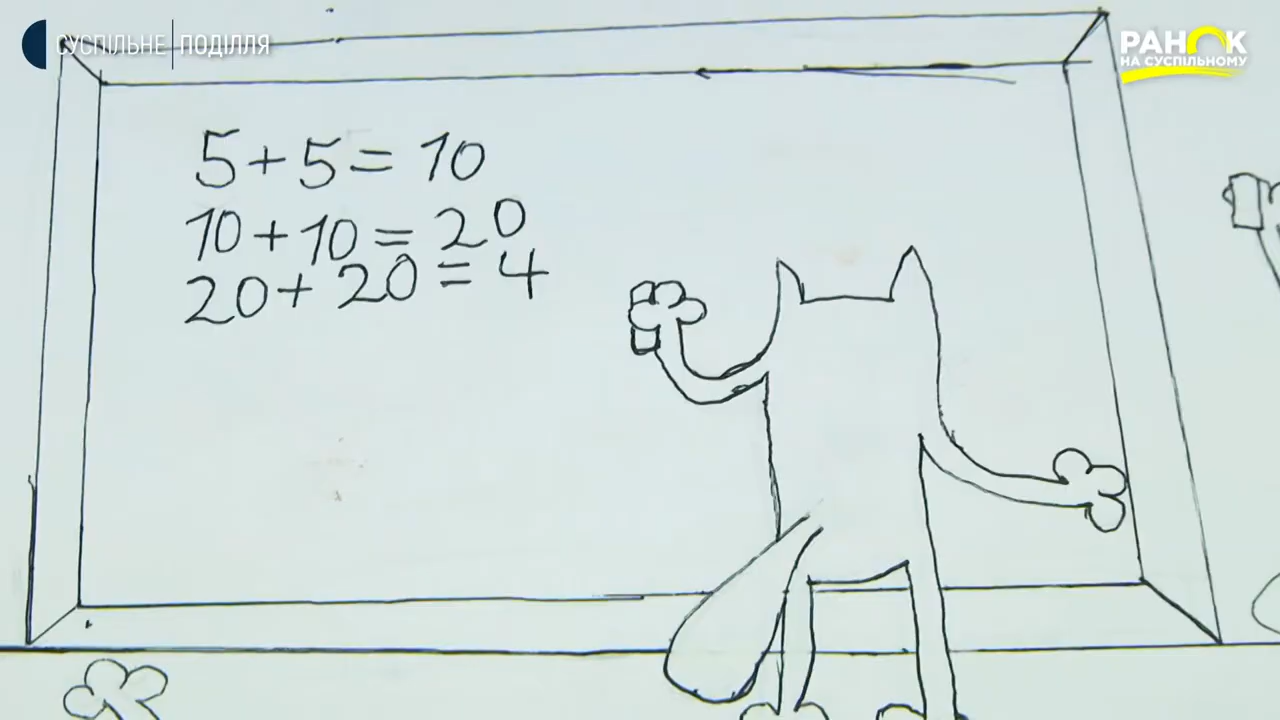 СУСПІЛЬНЕ ПОДІЛЛЯ
РАНОК
НА СУСПІЛЬНОМУ
5+5=10
10+10=20
20+20=4